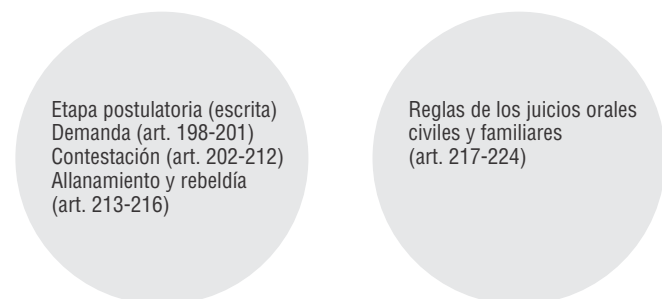 Etapa postulatoria (escrita)
Demanda (art. 198-201)
Contestación (art. 202-212)
Allanamiento y rebeldía
(art. 213-216)
Reglas de los juicios orales
civiles y familiares
(art. 217-224)